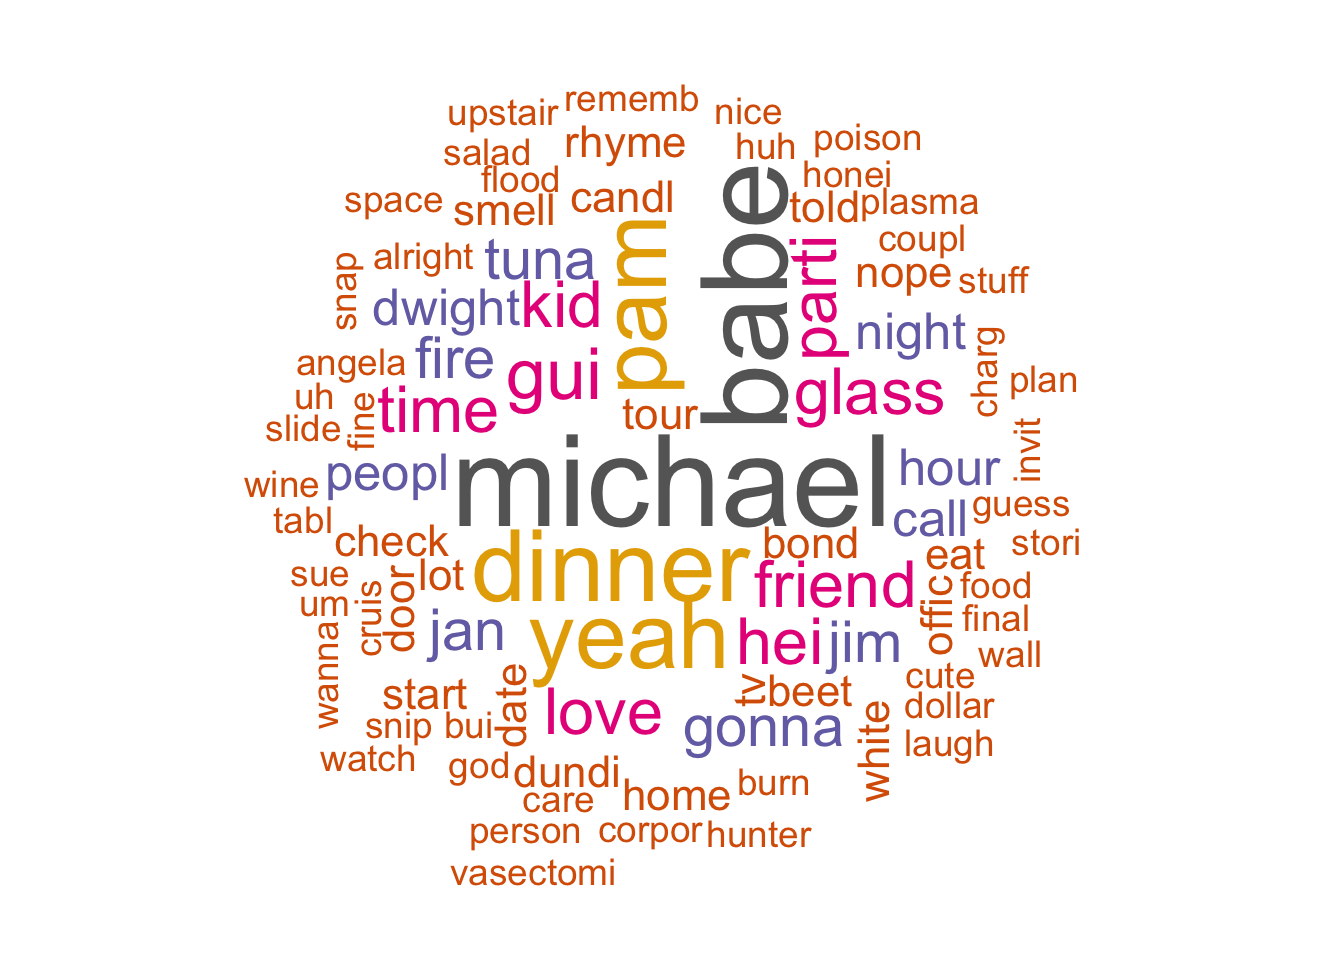 rememb
nice
upstair
rhyme
huh
poison
salad
flood
honei
space
smell
candl
told
plasma
coupl
snap
alright
tuna
pam
babe
parti
nope
stuff
dwight
kid
night
angela
fire
gui
charg
plan
uh
fine
time
tour
glass
slide
invit
wine
peopl
michael
hour
guess
tabl
call
check
bond
eat
stori
sue
door
lot
dinner
friend
offic
food
um
cruis
jan
yeah
hei
jim
final
wanna
wall
start
date
tv
beet
cute
snip
bui
love
gonna
white
dollar
watch
laugh
god
dundi
home
burn
care
person
corpor
hunter
vasectomi